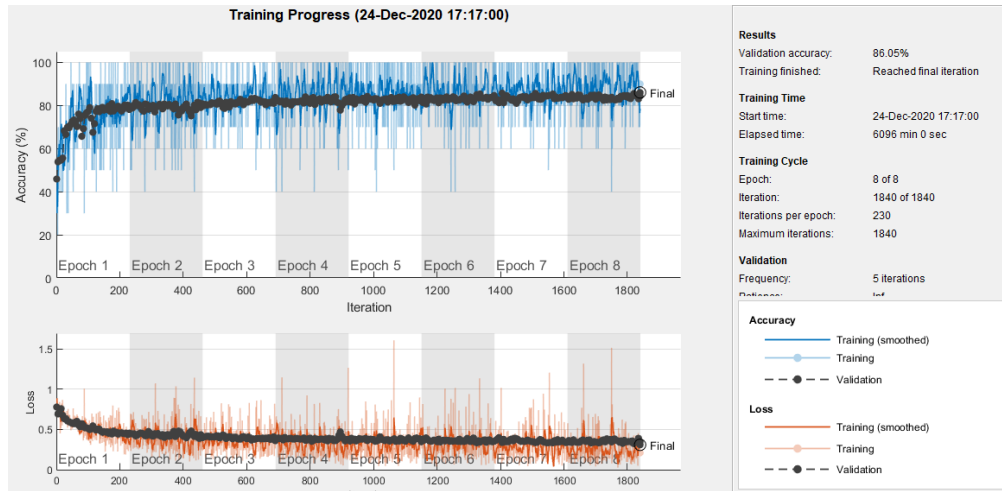 Training Progress (24-Dec-2020 17:17:00)
100
80
60
40
20
0
Accuracy (%)
Epoch 1 Epoch 2 Epoch 3 Epoch 4 Epoch 5 Epoch 6 Epoch 7 Epoch 8
Final
0 200 400 600 800 1000 1200 1400 1600 1800
Iteration
1.5
1
0.5
0
Loss
Epoch 1 Epoch 2 Epoch 3 Epoch 4 Epoch 5 Epoch 6 Epoch 7 Epoch 8
Final
0 200 400 600 800 1000 1200 1400 1600 1800
Results
Validation accuracy: 86.05%
Training finished: Reached final iteration
Training Time
Start time: 24-Dec-2020 17:17:00
Elapsed time: 6096 min 0 sec
Training Cycle
Epoch: 8 of 8
Iteration: 1840 of 1840
Iterations per epoch: 230
Maximum iterations: 1840
Validation
Frequency: 5 iterations
Patience: Inf
Accuracy
Training (smoothed)
Training
Validation
Loss
Training (smoothed)
Training
Validation